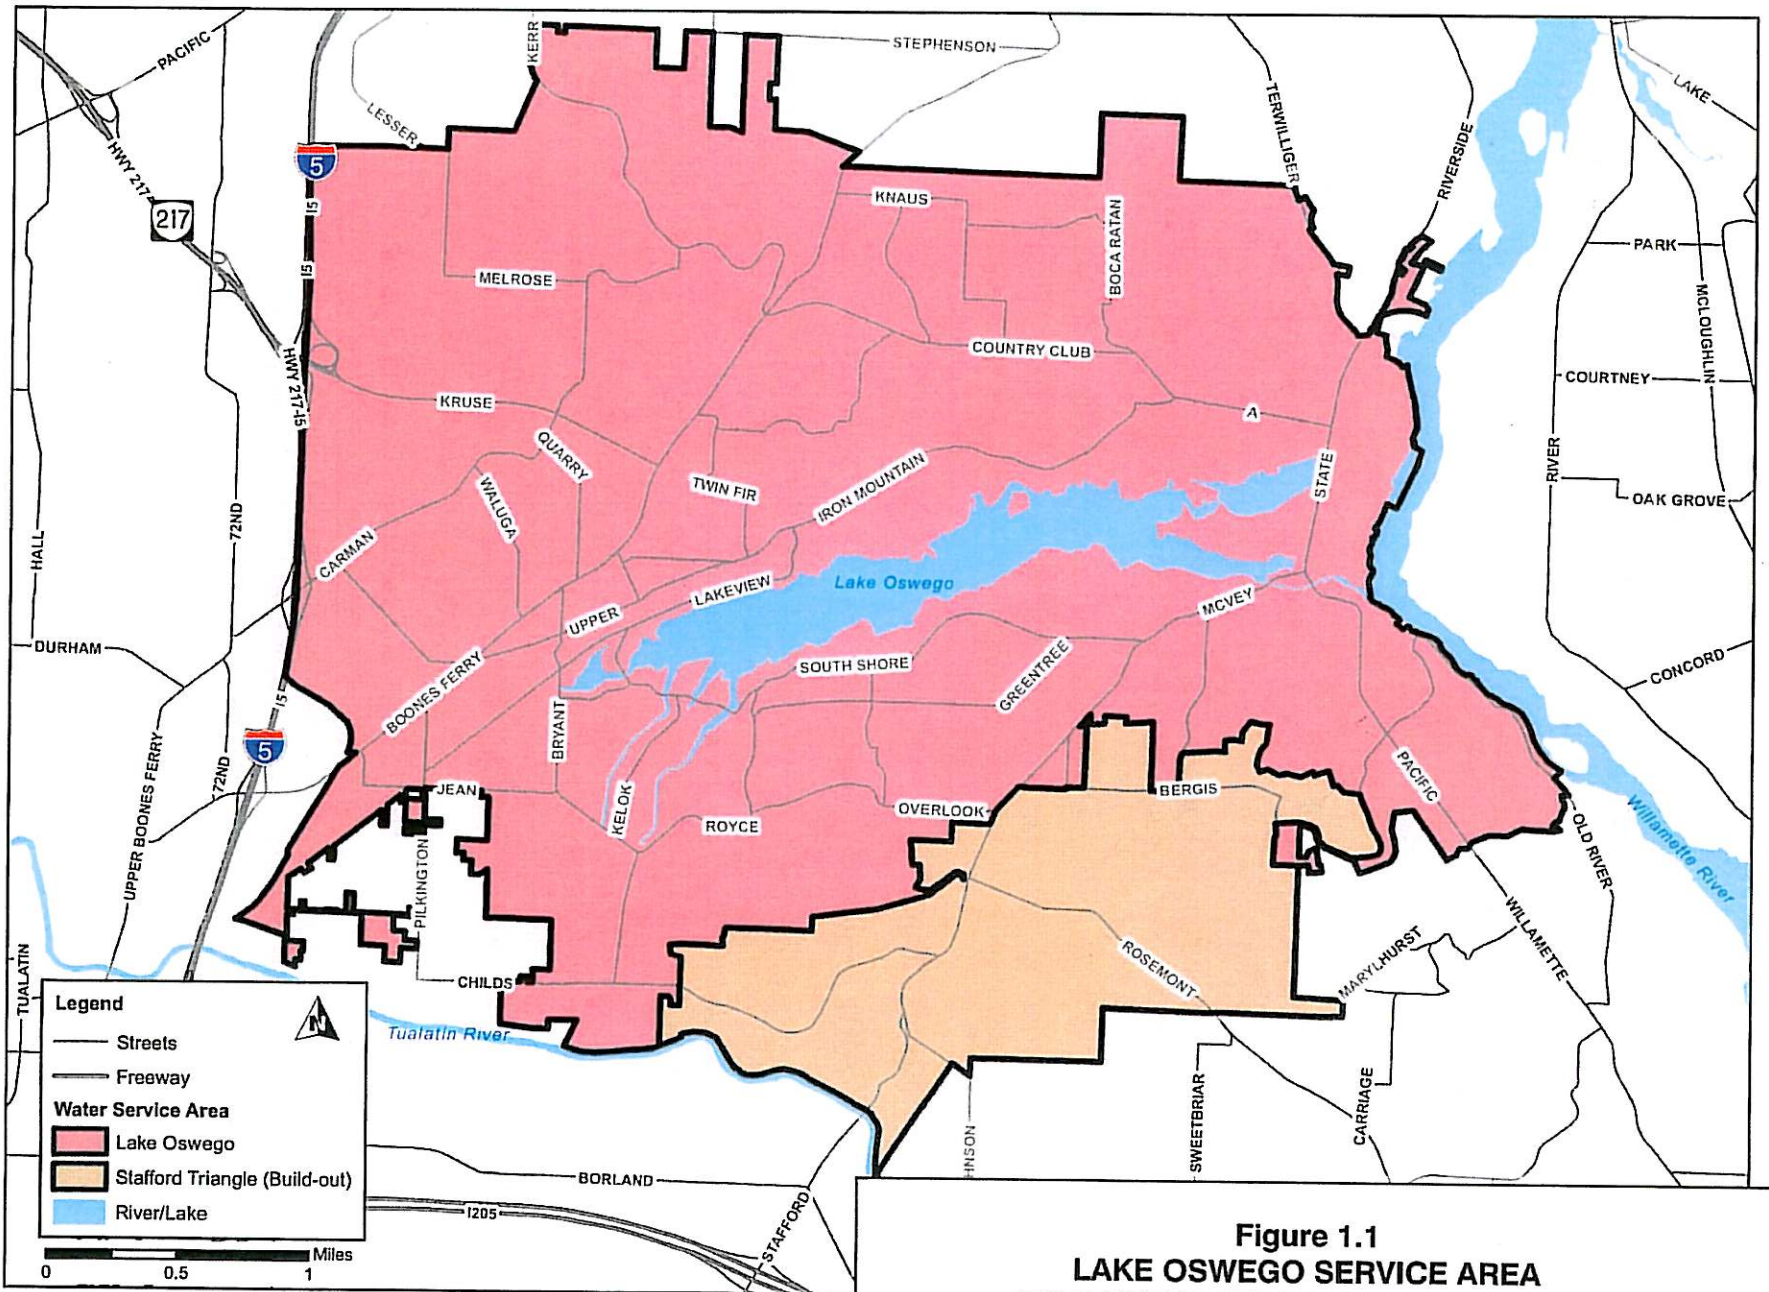 PACIFIC
KERR
STEPHENSON
LAKE
LESSER
TERWILLIGER
RIVERSIDE
HWY 217
5
217
I5
KNAUS
PARK
BOCA RATAN
I5
MELROSE
MCLOUGHLIN
COUNTRY CLUB
HWY 217-I5
COURTNEY
KRUSE
A
QUARRY
TWIN FIR
IRON MOUNTAIN
STATE
RIVER
OAK GROVE
WALUGA
72ND
HALL
CARMAN
Lake Oswego
LAKEVIEW
MCVEY
UPPER
DURHAM
SOUTH SHORE
GREENTREE
CONCORD
BOONES FERRY
I5
BRYANT
5
PACIFIC
72ND
JEAN
BERGIS
KELOK
ROYCE
OVERLOOK
UPPER BOONES FERRY
OLD RIVER
Willamette River
PILKINGTON
WILLAMETTE
MARYLHURST
ROSEMONT
TUALATIN
CHILDS
Tualatin River
Legend
N
Streets
Freeway
Water Service Area
Lake Oswego
Stafford Triangle (Build-out)
River/Lake
Miles
0 0.5 1
SWEETBRIAR
CARRIAGE
HNSON
BORLAND
I205
STAFFORD
Figure 1.1
LAKE OSWEGO SERVICE AREA